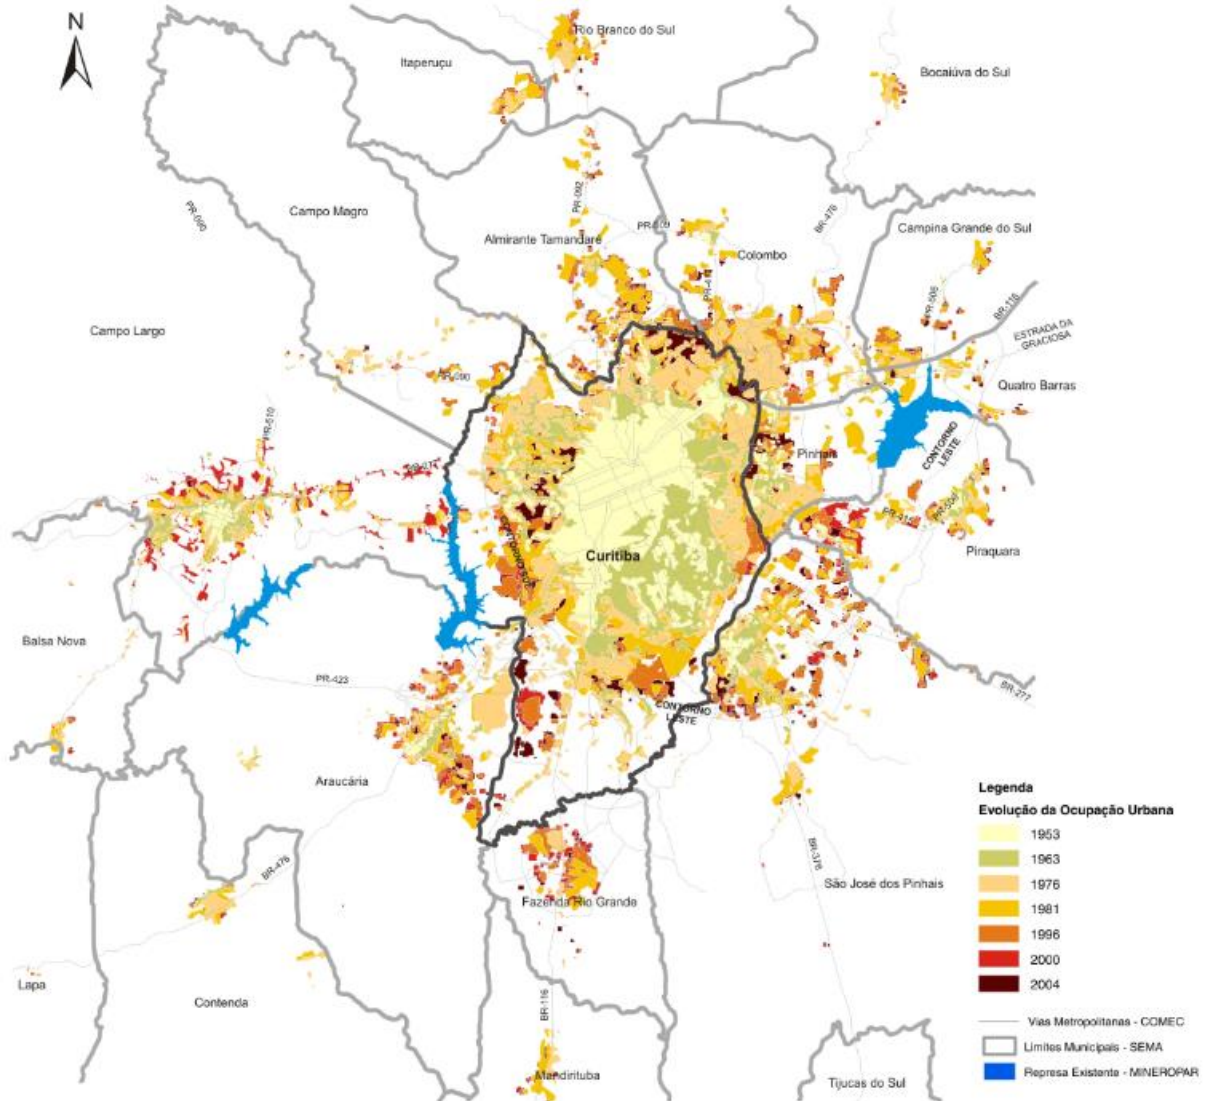 N
Rio Branco do Sul
Itaperuçu
Bocaiúva do Sul
PR-092
Campo Magro
PR-090
Almirante Tamandaré
PR-509
BR-476
Campina Grande do Sul
Colombo
PR-506
BR-116
Campo Largo
ESTRADA DA
GRACIOSA
PR-090
Quatro Barras
PR-510
CONTORNO
LESTE
Pinhais
PR-415
Piraquara
Curitiba
CONTORNO SUL
Balsa Nova
PR-423
BR-277
CONTORNO
LESTE
Araucária
BR-476
BR-376
São José dos Pinhais
Fazenda Rio Grande
Lapa
Contenda
BR-116
Mandirituba
Tijucas do Sul
Legenda
Evolução da Ocupação Urbana
1953
1963
1976
1981
1996
2000
2004
Vias Metropolitanas - COMEC
Limites Municipais - SEMA
Represa Existente - MINEROPAR